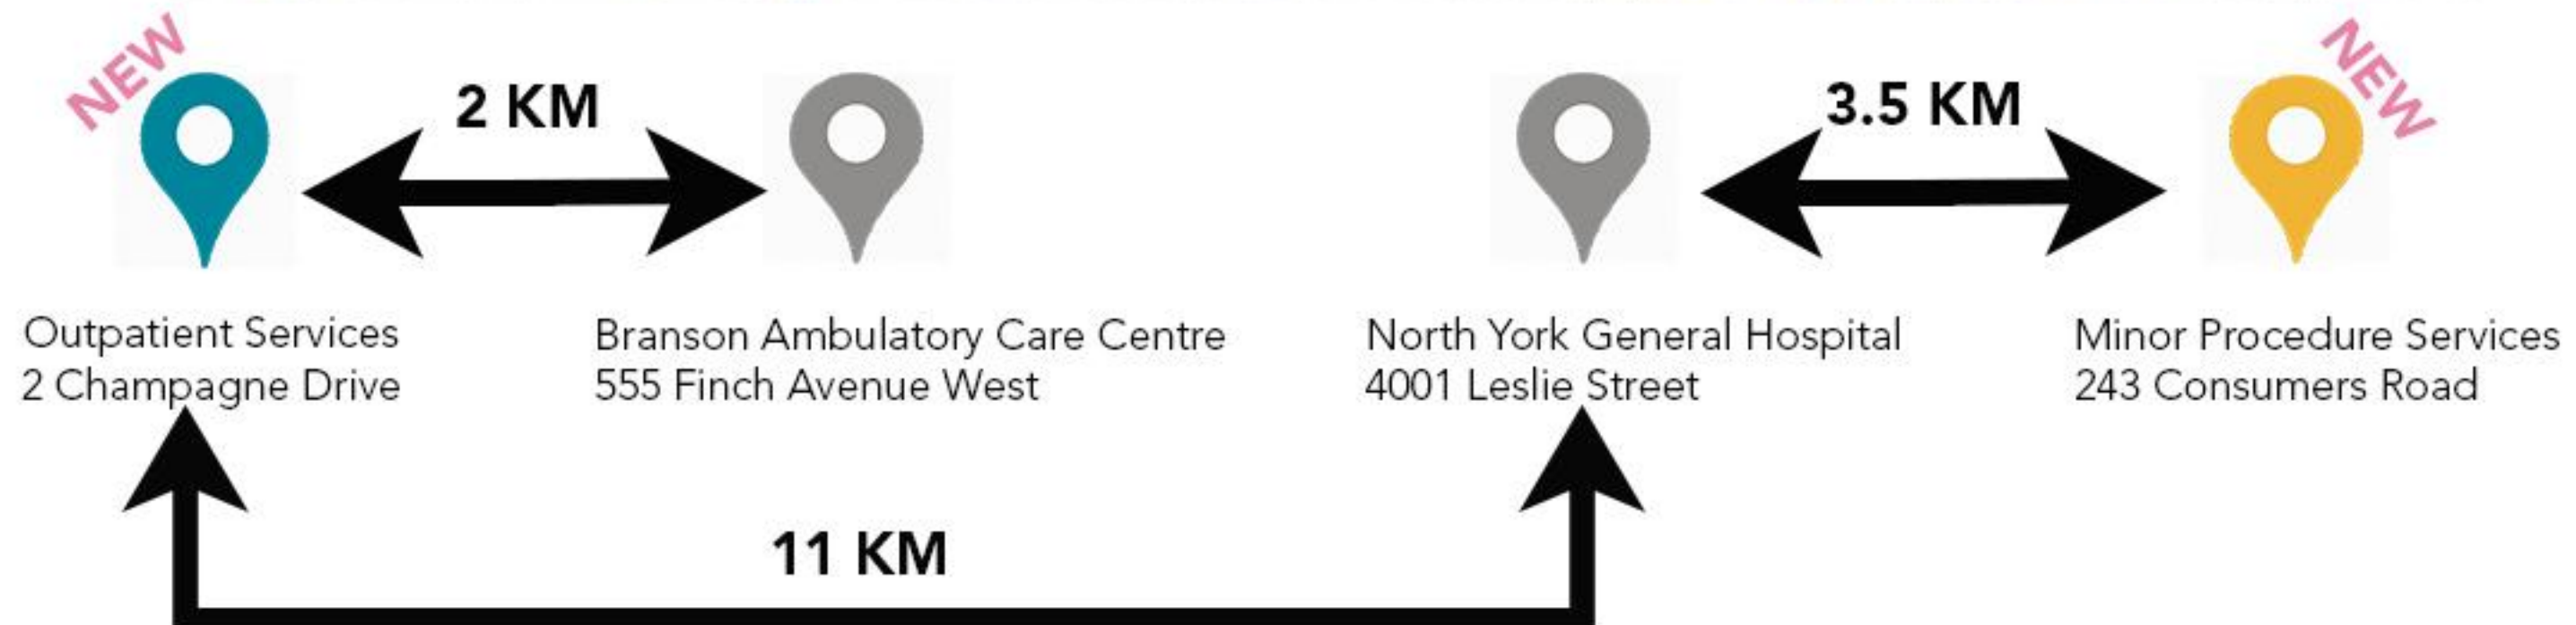 NEW
2 KM
3.5 KM
NEW
Outpatient Services
2 Champagne Drive
Branson Ambulatory Care Centre
555 Finch Avenue West
North York General Hospital
4001 Leslie Street
Minor Procedure Services
243 Consumers Road
11 KM